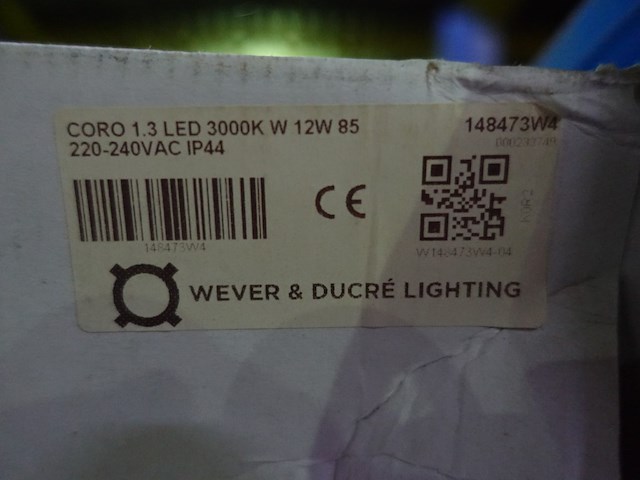 CORO 1.3 LED 3000K W 12W 85
148473W4
220-240VAC IP44
CE
148473W4
W148473W4-04
WEVER & DUCRÉ LIGHTING